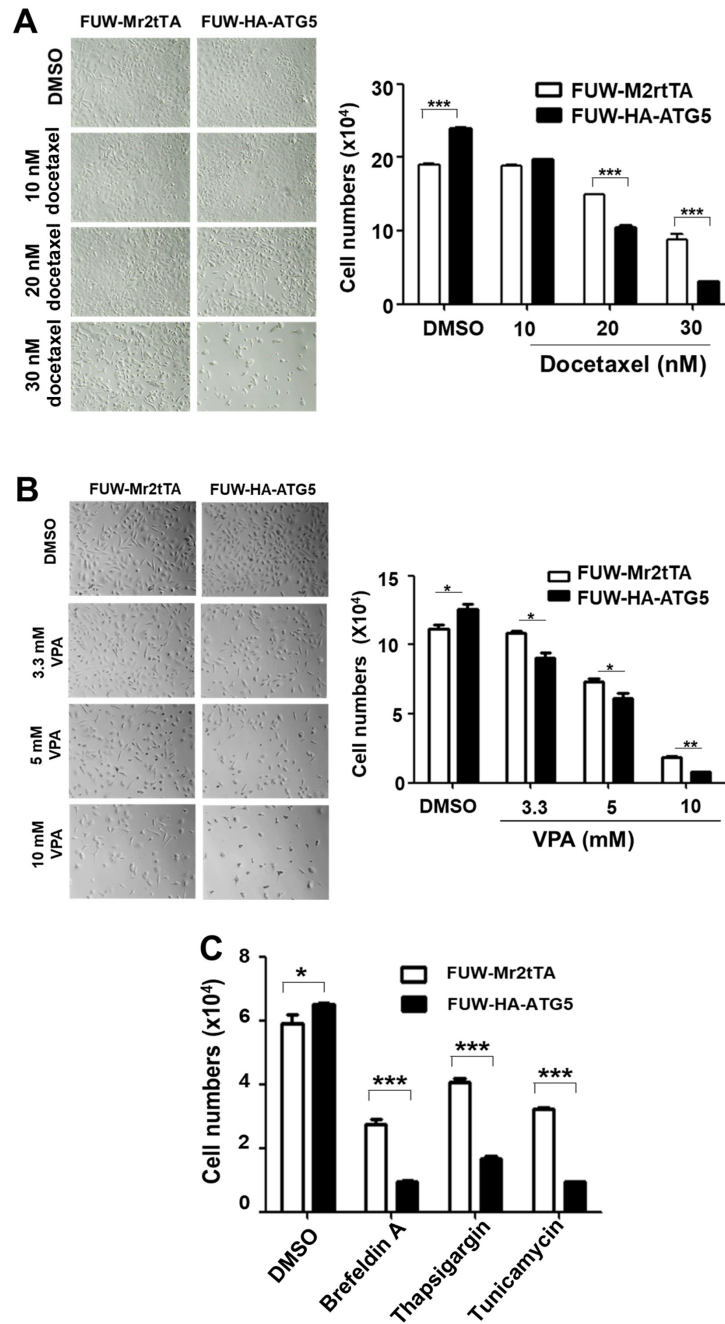 A
FUW-Mr2tTA FUW-HA-ATG5
DMSO
10 nM
docetaxel
20 nM
docetaxel
30 nM
docetaxel
FUW-M2rtTA
FUW-HA-ATG5
Cell numbers (x10⁴)
30
20
10
0
***
***
***
DMSO 10 20 30
Docetaxel (nM)
B
FUW-Mr2tTA FUW-HA-ATG5
DMSO
3.3 mM
VPA
5 mM
VPA
10 mM
VPA
FUW-Mr2tTA
FUW-HA-ATG5
Cell numbers (X10⁴)
15
10
5
0
*
*
*
**
DMSO 3.3 5 10
VPA (mM)
C
FUW-Mr2tTA
FUW-HA-ATG5
Cell numbers (x10⁴)
8
6
4
2
0
*
***
***
***
DMSO
Brefeldin A
Thapsigargin
Tunicamycin